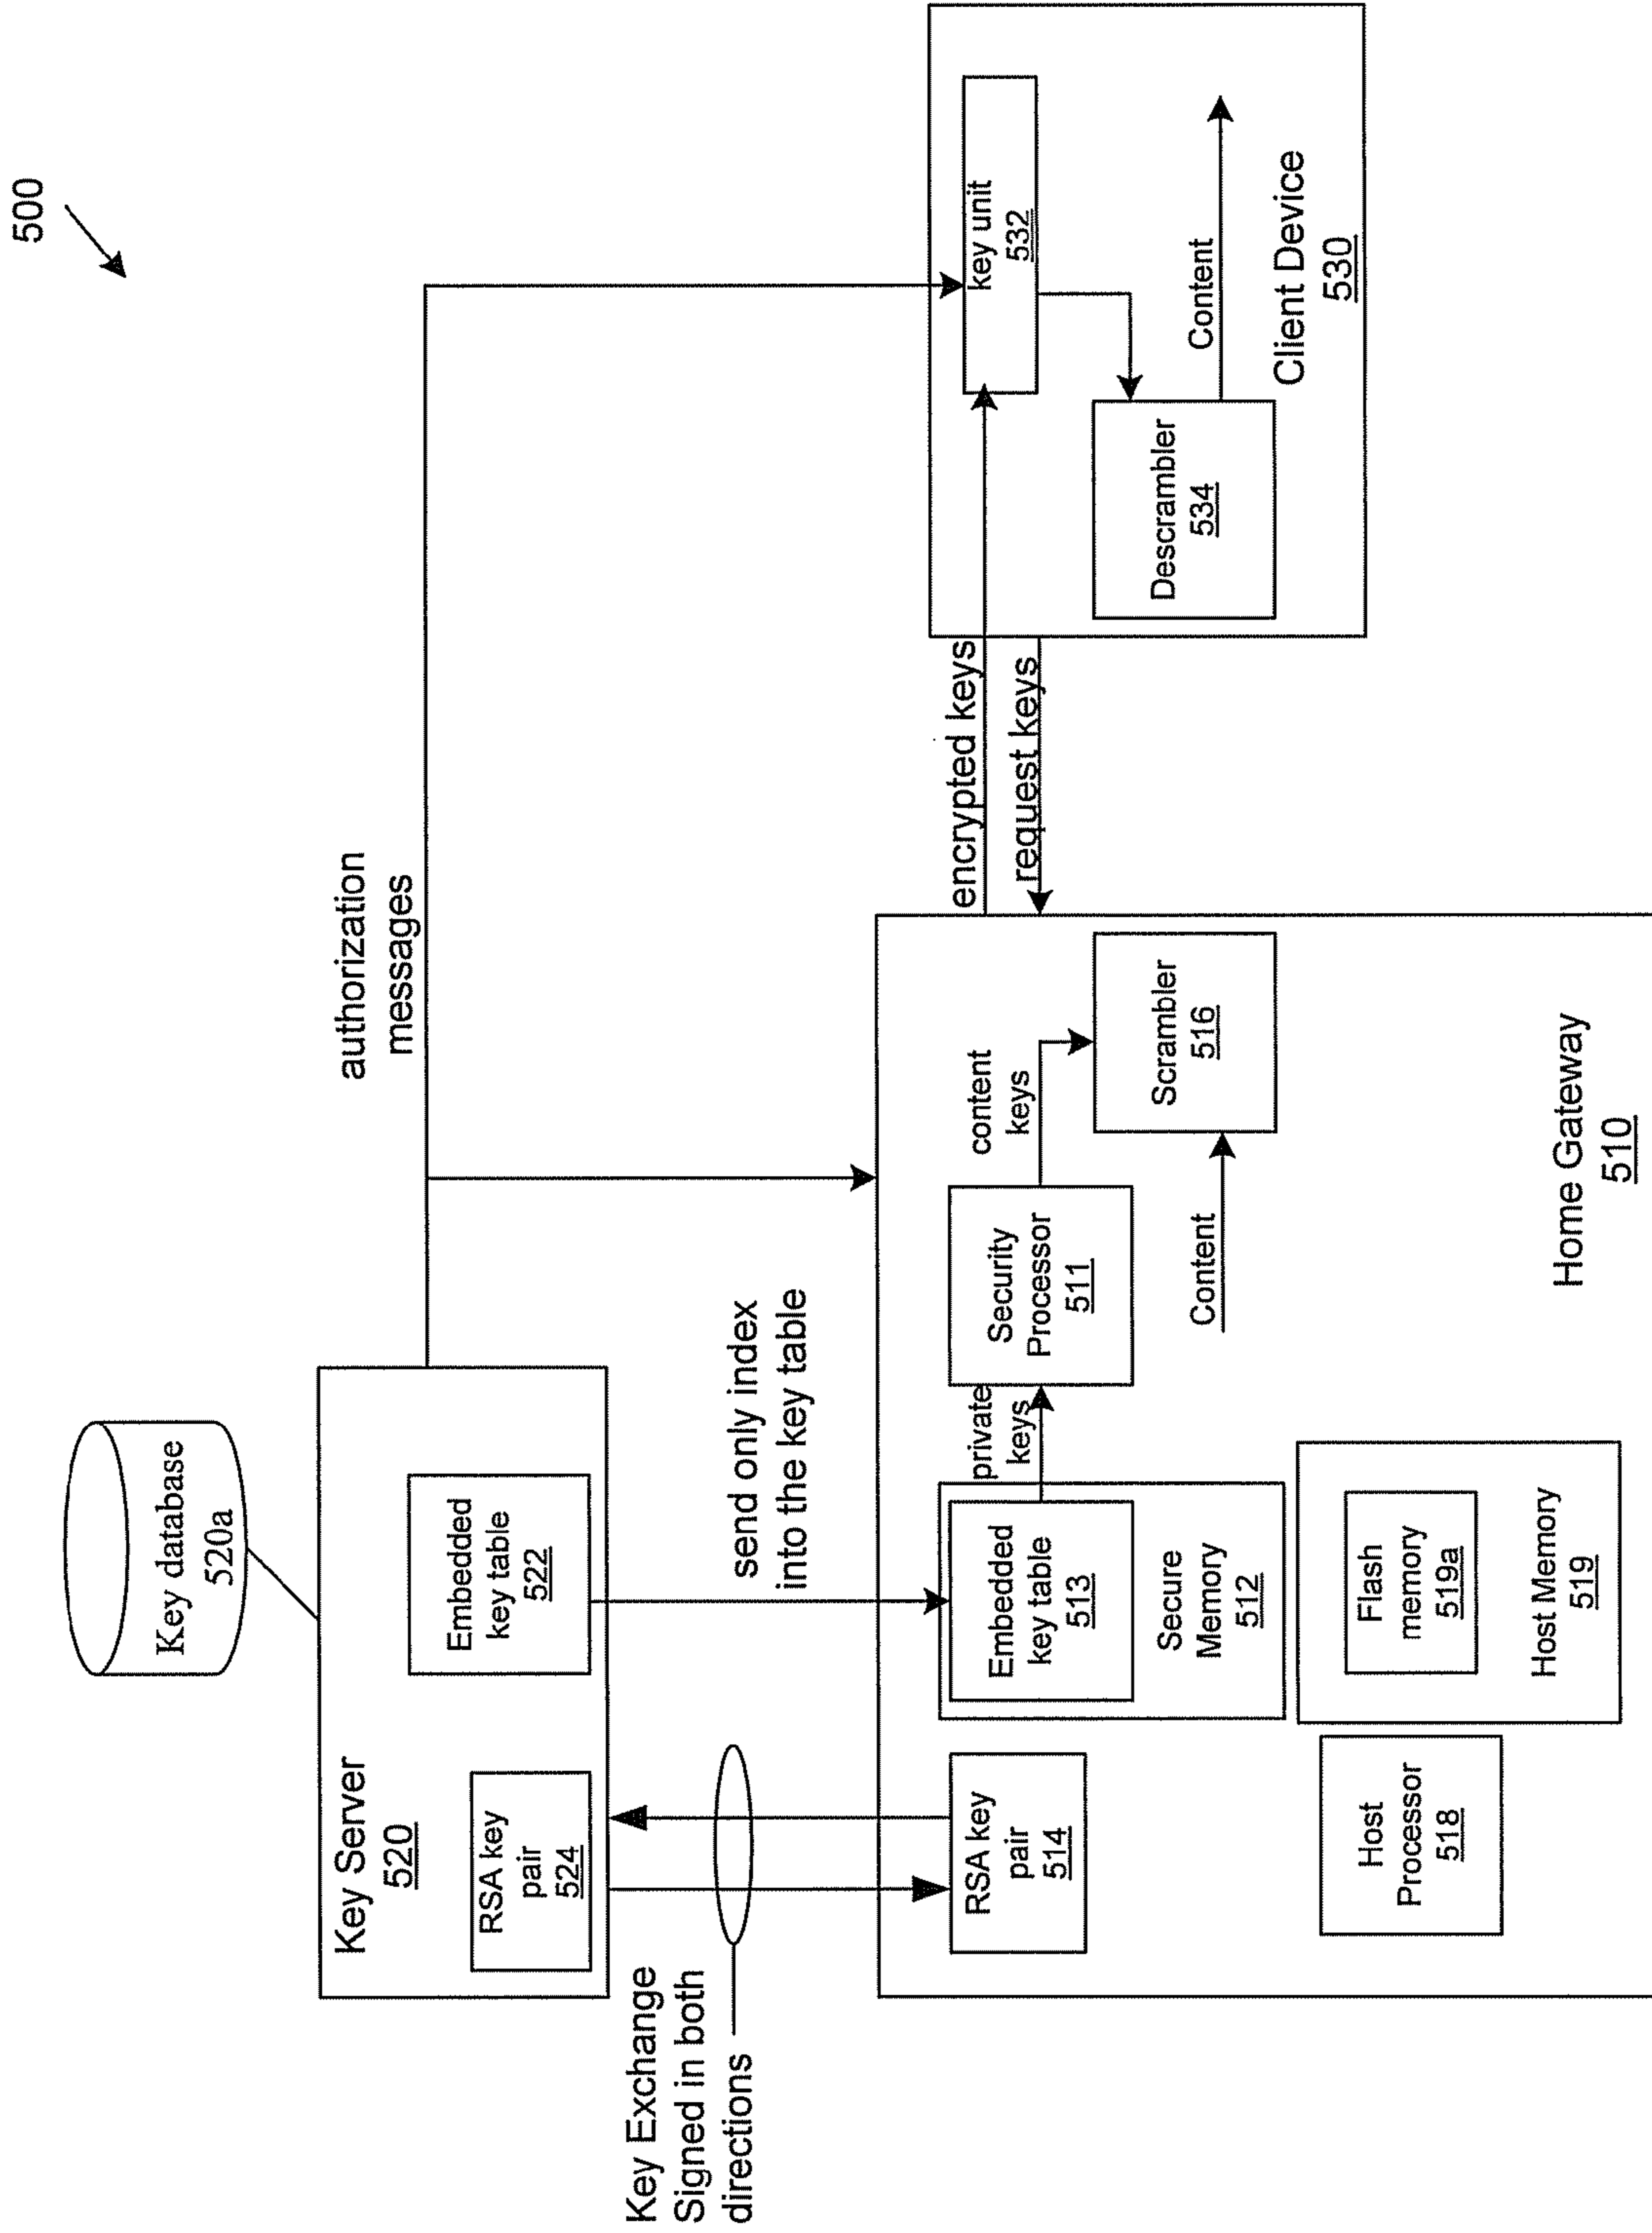 500
Key database
520a
Key Server
520
RSA key
pair
524
Embedded
key table
522
authorization
messages
Key Exchange
Signed in both
directions
send only index
into the key table
RSA key
pair
514
Embedded
key table
513
Secure
Memory
512
private
keys
Security
Processor
511
content
keys
Scrambler
516
Content
Host
Processor
518
Flash
memory
519a
Host Memory
519
Home Gateway
510
encrypted keys
request keys
key unit
532
Descrambler
534
Content
Client Device
530